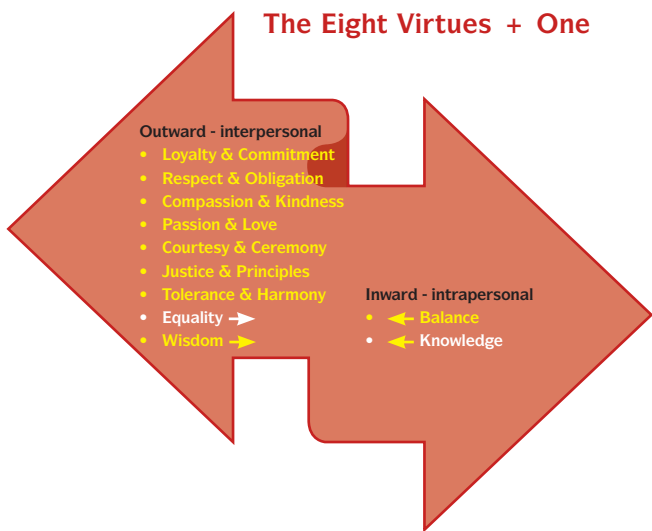 The Eight Virtues + One
Outward - interpersonal
• Loyalty & Commitment
• Respect & Obligation
• Compassion & Kindness
• Passion & Love
• Courtesy & Ceremony
• Justice & Principles
• Tolerance & Harmony
• Equality
• Wisdom
Inward - intrapersonal
• Balance
• Knowledge